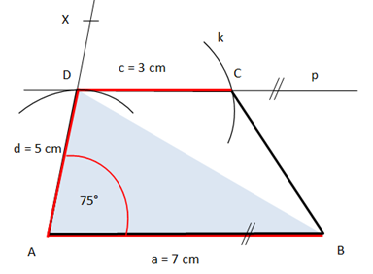 X
k
D
c = 3 cm
C
p
d = 5 cm
75°
A
B
a = 7 cm